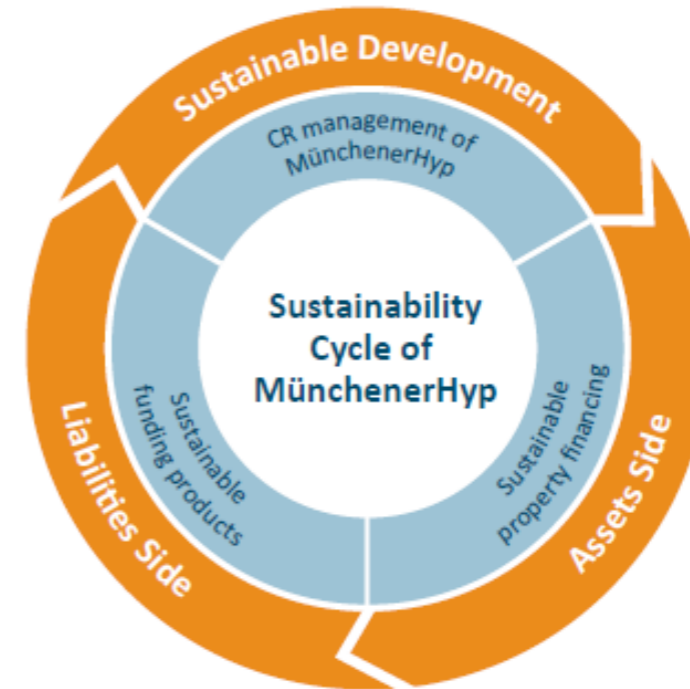 Sustainable Development
CR management of
MünchenerHyp
Sustainability
Cycle of
MünchenerHyp
Sustainable
property financing
Assets Side
Sustainable
funding products
Liabilities Side